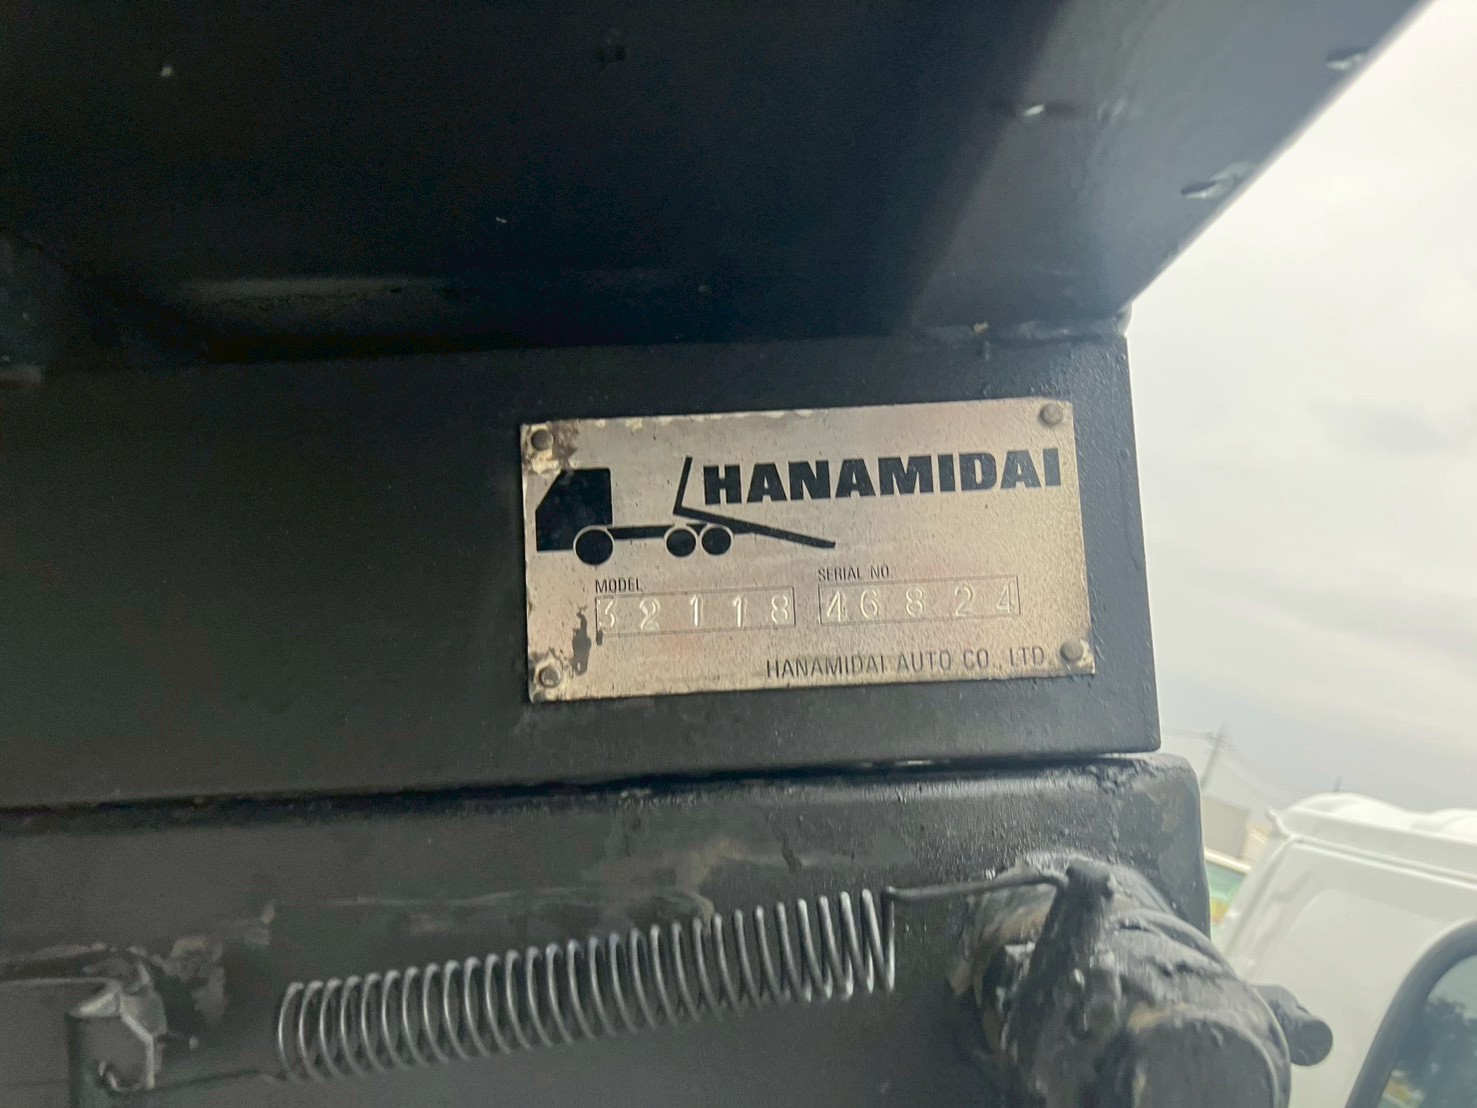 HANAMIDAI
MODEL
32118
SERIAL NO.
46824
HANAMIDAI AUTO CO., LTD.